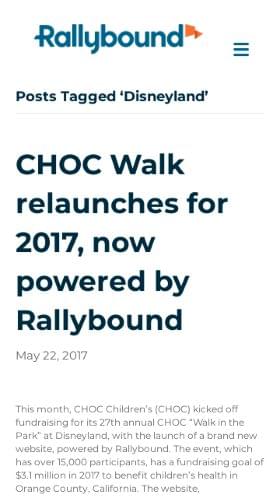 Rallybound
Posts Tagged ‘Disneyland’
CHOC Walk
relaunches for
2017, now
powered by
Rallybound
May 22, 2017
This month, CHOC Children’s (CHOC) kicked off
fundraising for its 27th annual CHOC “Walk in the
Park” at Disneyland, with the launch of a brand new
website, powered by Rallybound. The event, which
has over 15,000 participants, has a fundraising goal of
$3.1 million in 2017 to benefit children’s health in
Orange County, California. The website,